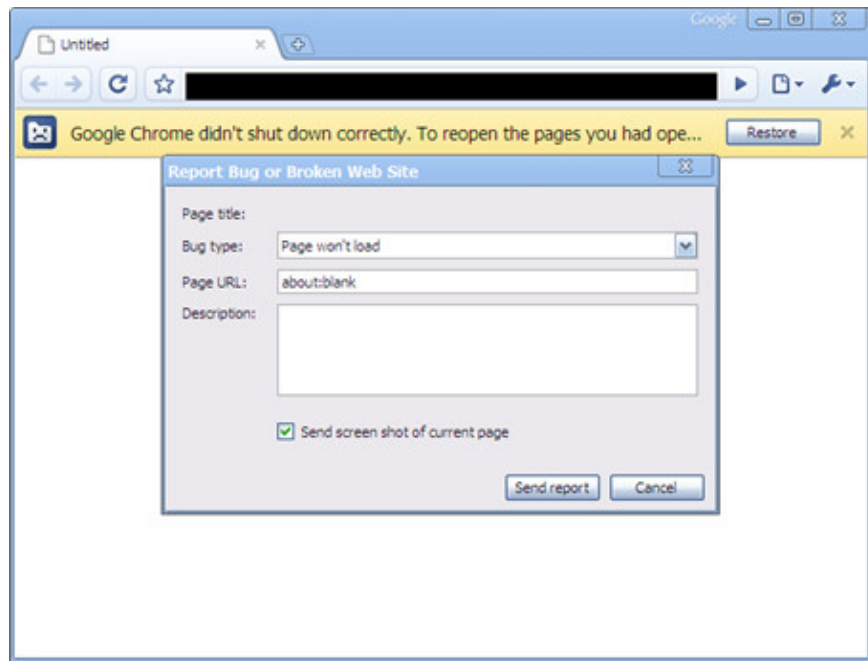 Google
Untitled
Google Chrome didn't shut down correctly. To reopen the pages you had ope... Restore
Report Bug or Broken Web Site
Page title:
Bug type: Page won't load
Page URL: about:blank
Description:
Send screen shot of current page
Send report Cancel